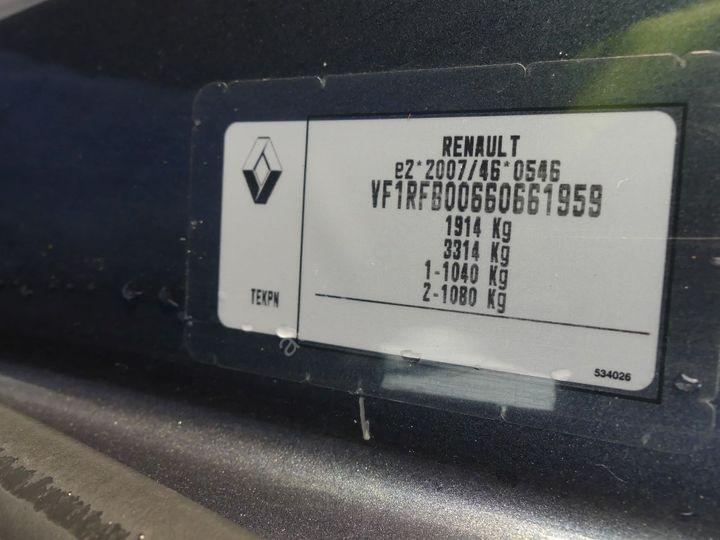 RENAULT
e2*2007/46*0546
VF1RFB00660661959
1914 Kg
3314 Kg
1-1040 Kg
2-1080 Kg
TEKPN
534026